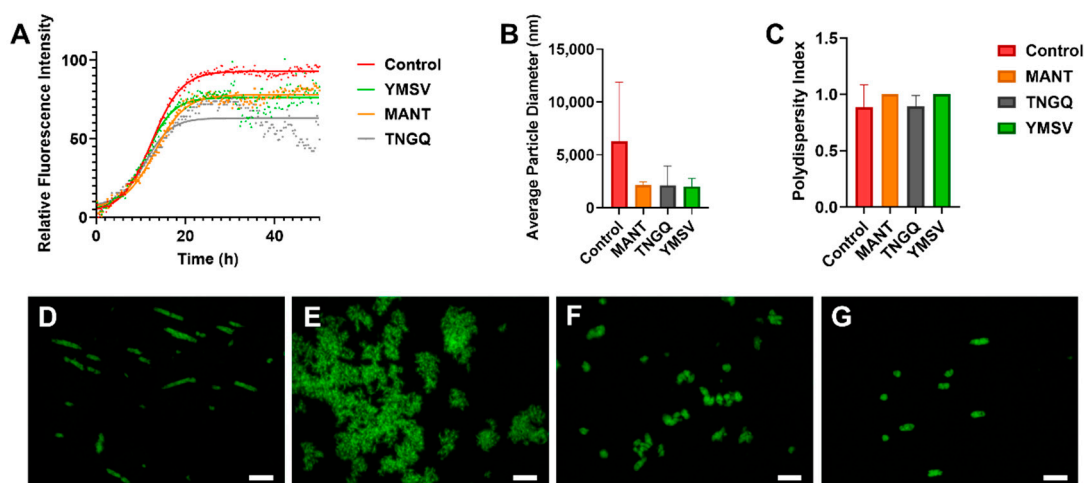 A
Relative Fluorescence Intensity
100
50
0
0
20
40
Time (h)
Control
YMSV
MANT
TNGQ
B
Average Particle Diameter (nm)
15,000
10,000
5,000
0
Control
MANT
TNGQ
YMSV
C
Polydispersity Index
1.5
1.0
0.5
0.0
Control
MANT
TNGQ
YMSV
Control
MANT
TNGQ
YMSV
D
E
F
G